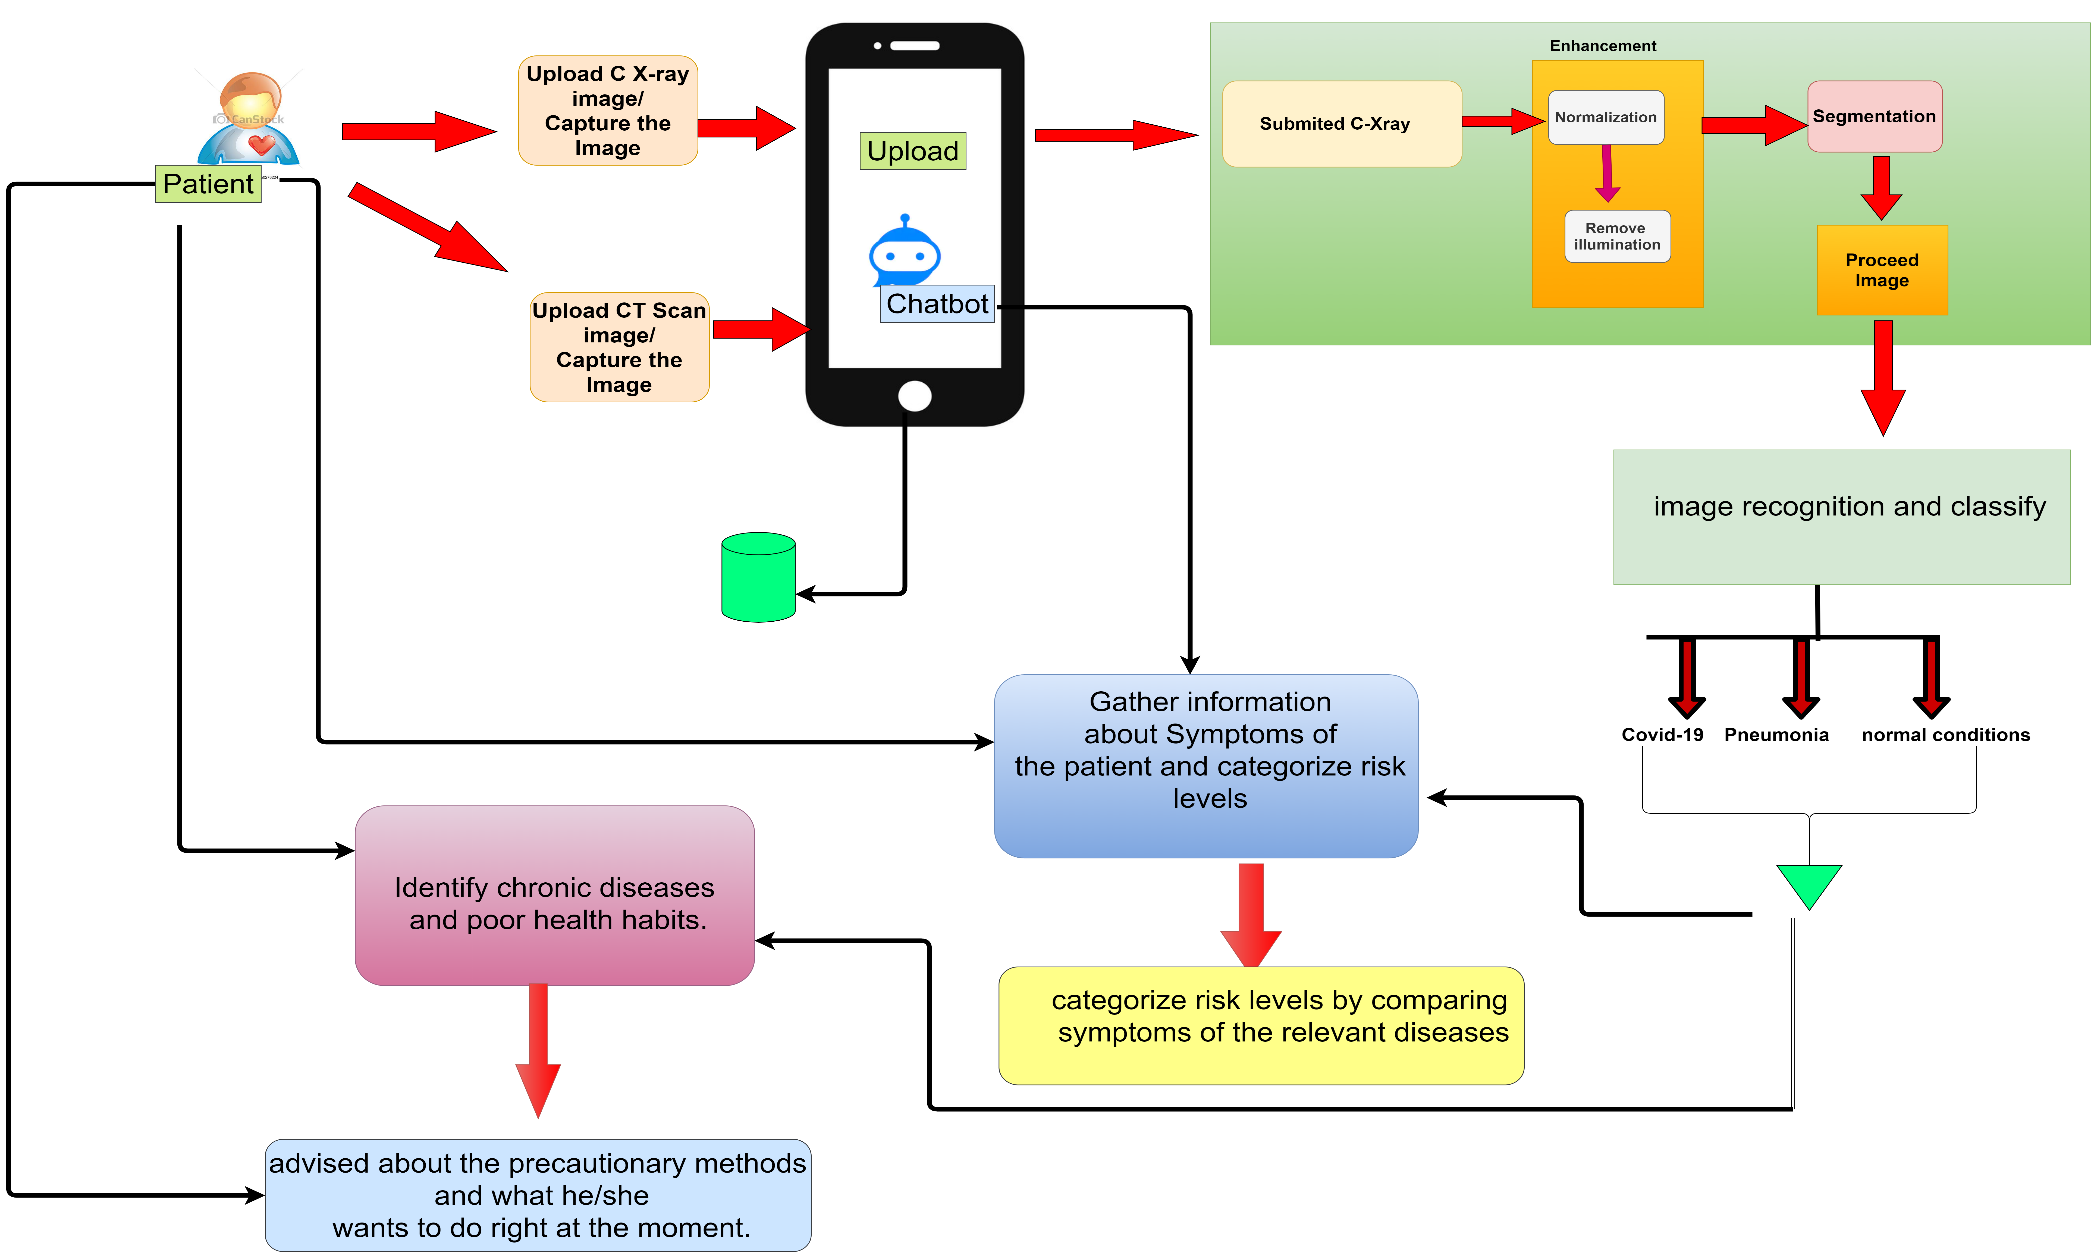 Enhancement
Upload C X-ray
image/
Capture the
Image
Normalization
Segmentation
Submited C-Xray
CanStock
Upload
Patient
Remove
illumination
Proceed
Image
Chatbot
Upload CT Scan
image/
Capture the
Image
image recognition and classify
Gather information
about Symptoms of
the patient and categorize risk
levels
Covid-19
Pneumonia
normal conditions
Identify chronic diseases
and poor health habits.
categorize risk levels by comparing
symptoms of the relevant diseases
advised about the precautionary methods
and what he/she
wants to do right at the moment.